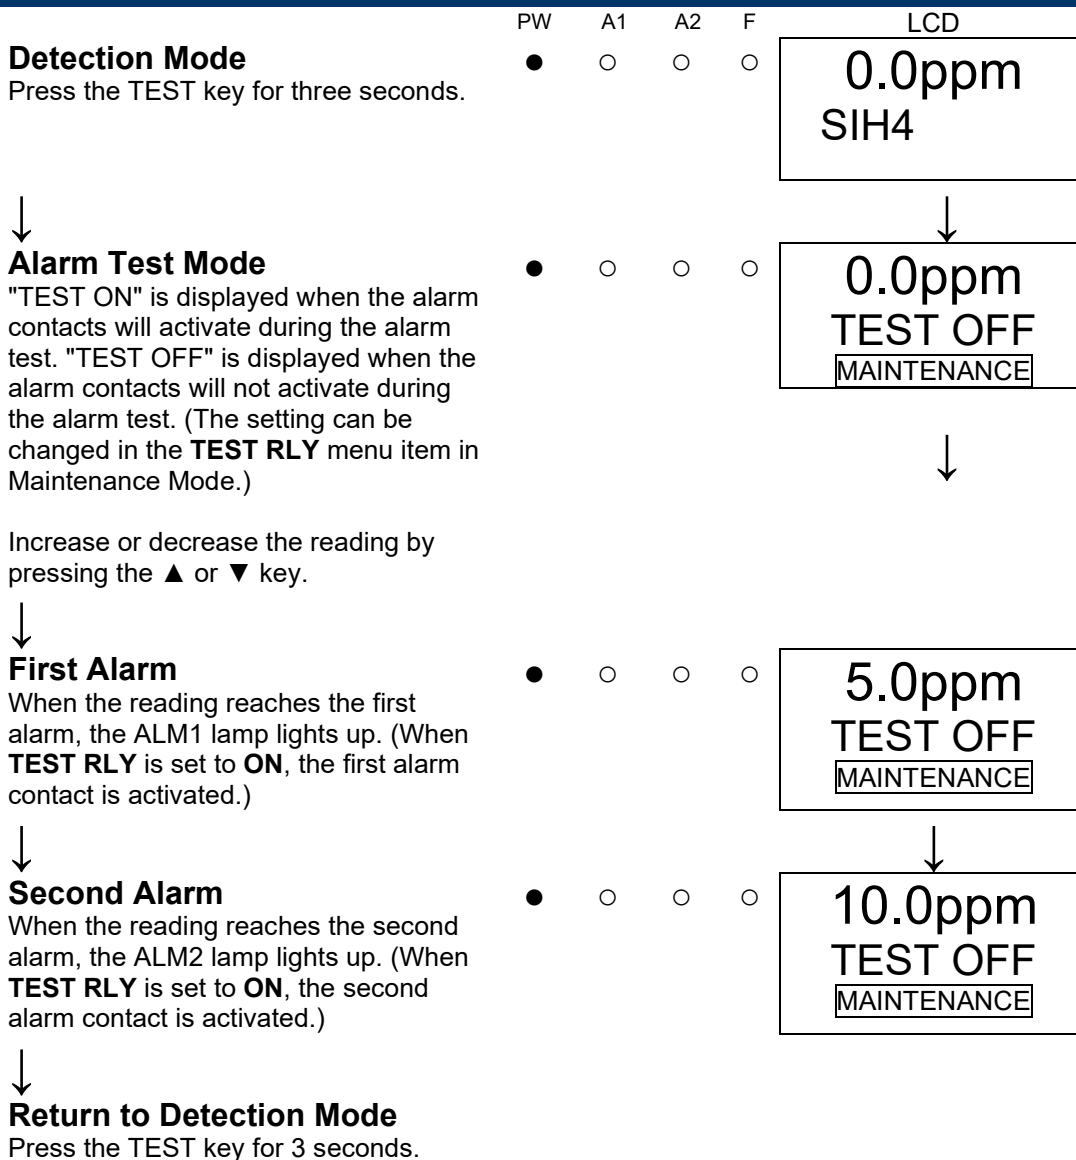 PW A1 A2 F LCD
Detection Mode
Press the TEST key for three seconds.
● ○ ○ ○
0.0ppm
SIH4
↓ ↓
Alarm Test Mode
"TEST ON" is displayed when the alarm
contacts will activate during the alarm
test. "TEST OFF" is displayed when the
alarm contacts will not activate during
the alarm test. (The setting can be
changed in the TEST RLY menu item in
Maintenance Mode.)
● ○ ○ ○
0.0ppm
TEST OFF
MAINTENANCE
↓
Increase or decrease the reading by
pressing the ▲ or ▼ key.
↓
First Alarm
When the reading reaches the first
alarm, the ALM1 lamp lights up. (When
TEST RLY is set to ON, the first alarm
contact is activated.)
● ○ ○ ○
5.0ppm
TEST OFF
MAINTENANCE
↓ ↓
Second Alarm
When the reading reaches the second
alarm, the ALM2 lamp lights up. (When
TEST RLY is set to ON, the second
alarm contact is activated.)
● ○ ○ ○
10.0ppm
TEST OFF
MAINTENANCE
↓
Return to Detection Mode
Press the TEST key for 3 seconds.